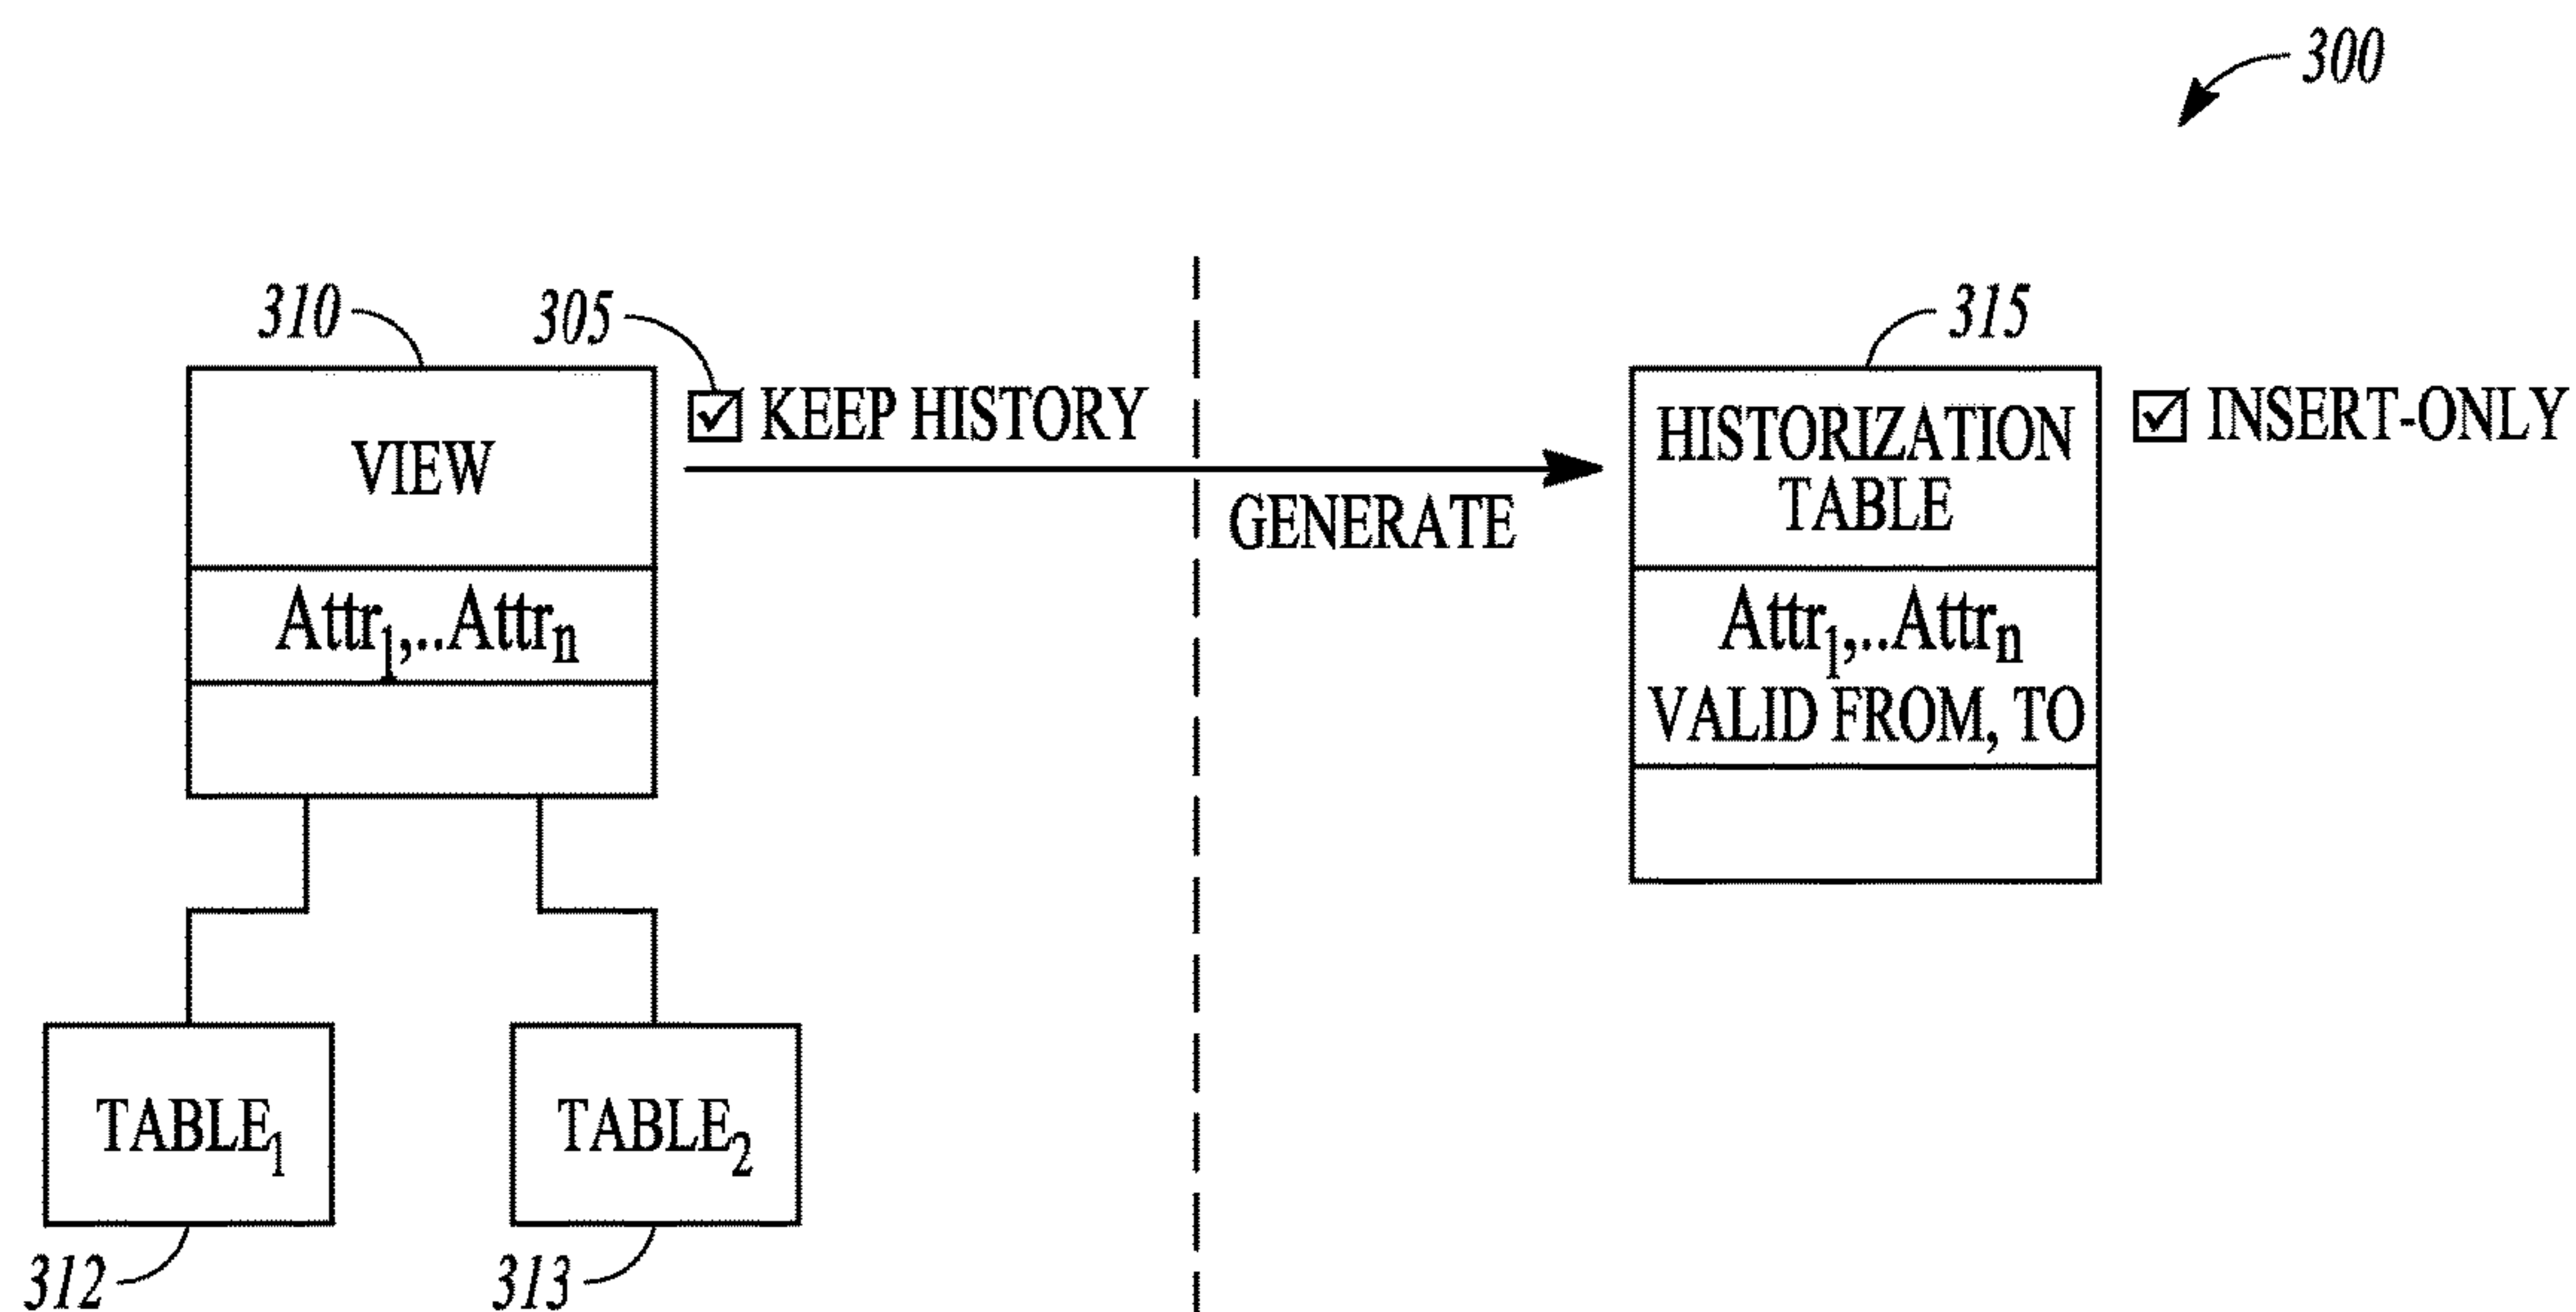 300
310
305
315
☑ KEEP HISTORY
☑ INSERT-ONLY
VIEW
GENERATE
HISTORIZATION
TABLE
Attr₁,..Attrₙ
Attr₁,..Attrₙ
VALID FROM, TO
TABLE₁
TABLE₂
312
313